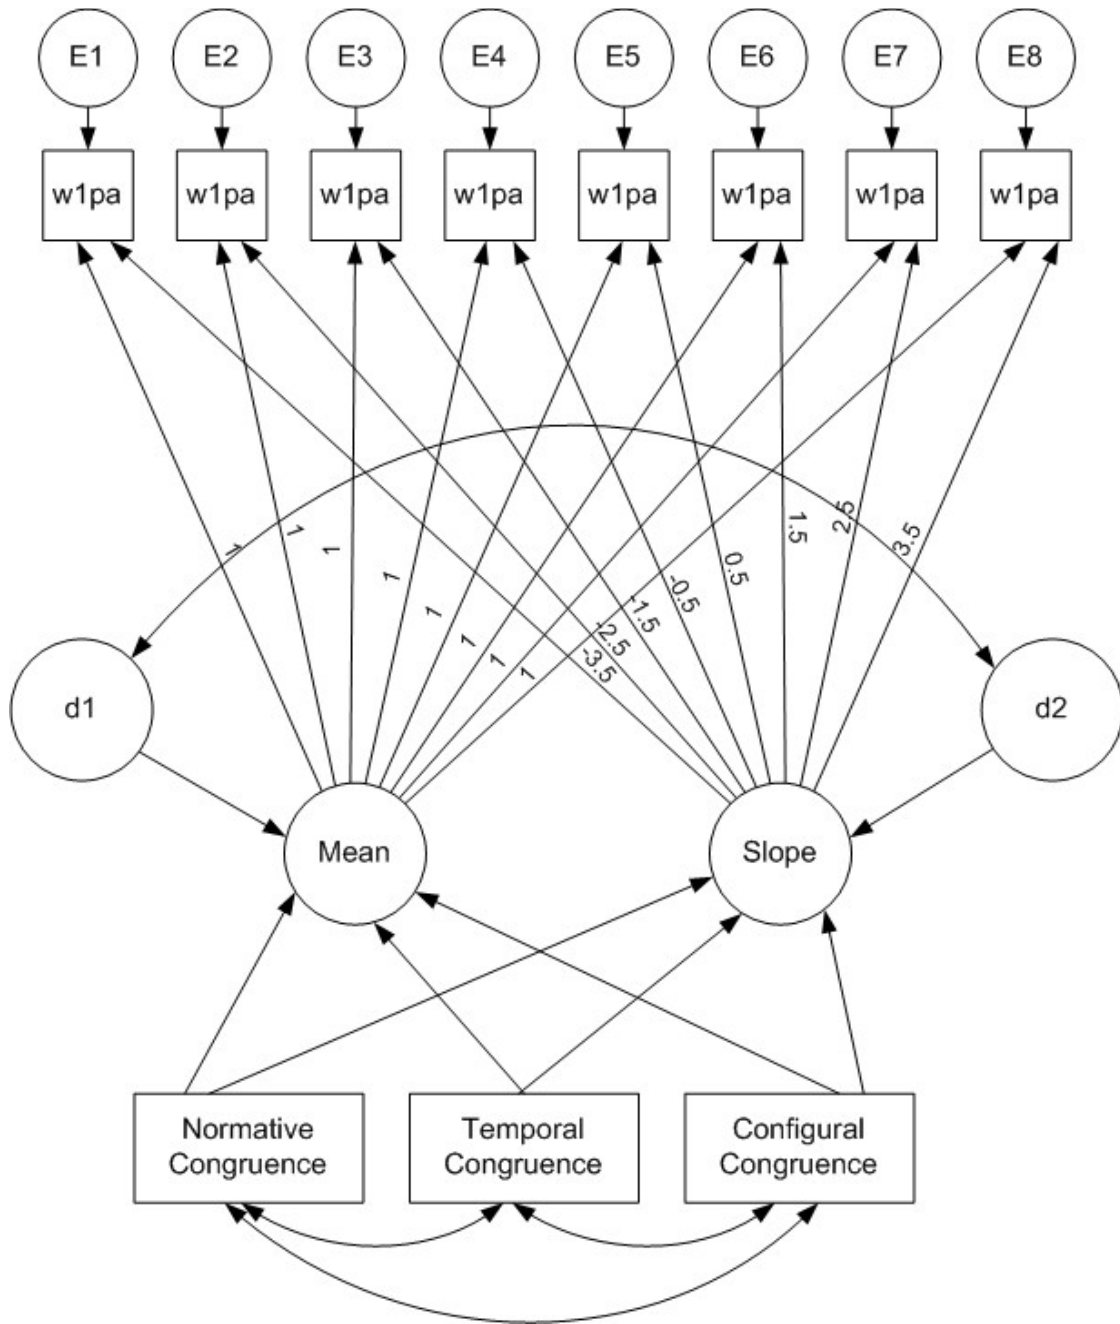 E1 E2 E3 E4 E5 E6 E7 E8
w1pa w1pa w1pa w1pa w1pa w1pa w1pa w1pa
1 1 1 1 1 1 1 1
-3.5 -2.5 -1.5 -0.5 0.5 1.5 2.5 3.5
d1 d2
Mean Slope
Normative
Congruence
Temporal
Congruence
Configural
Congruence